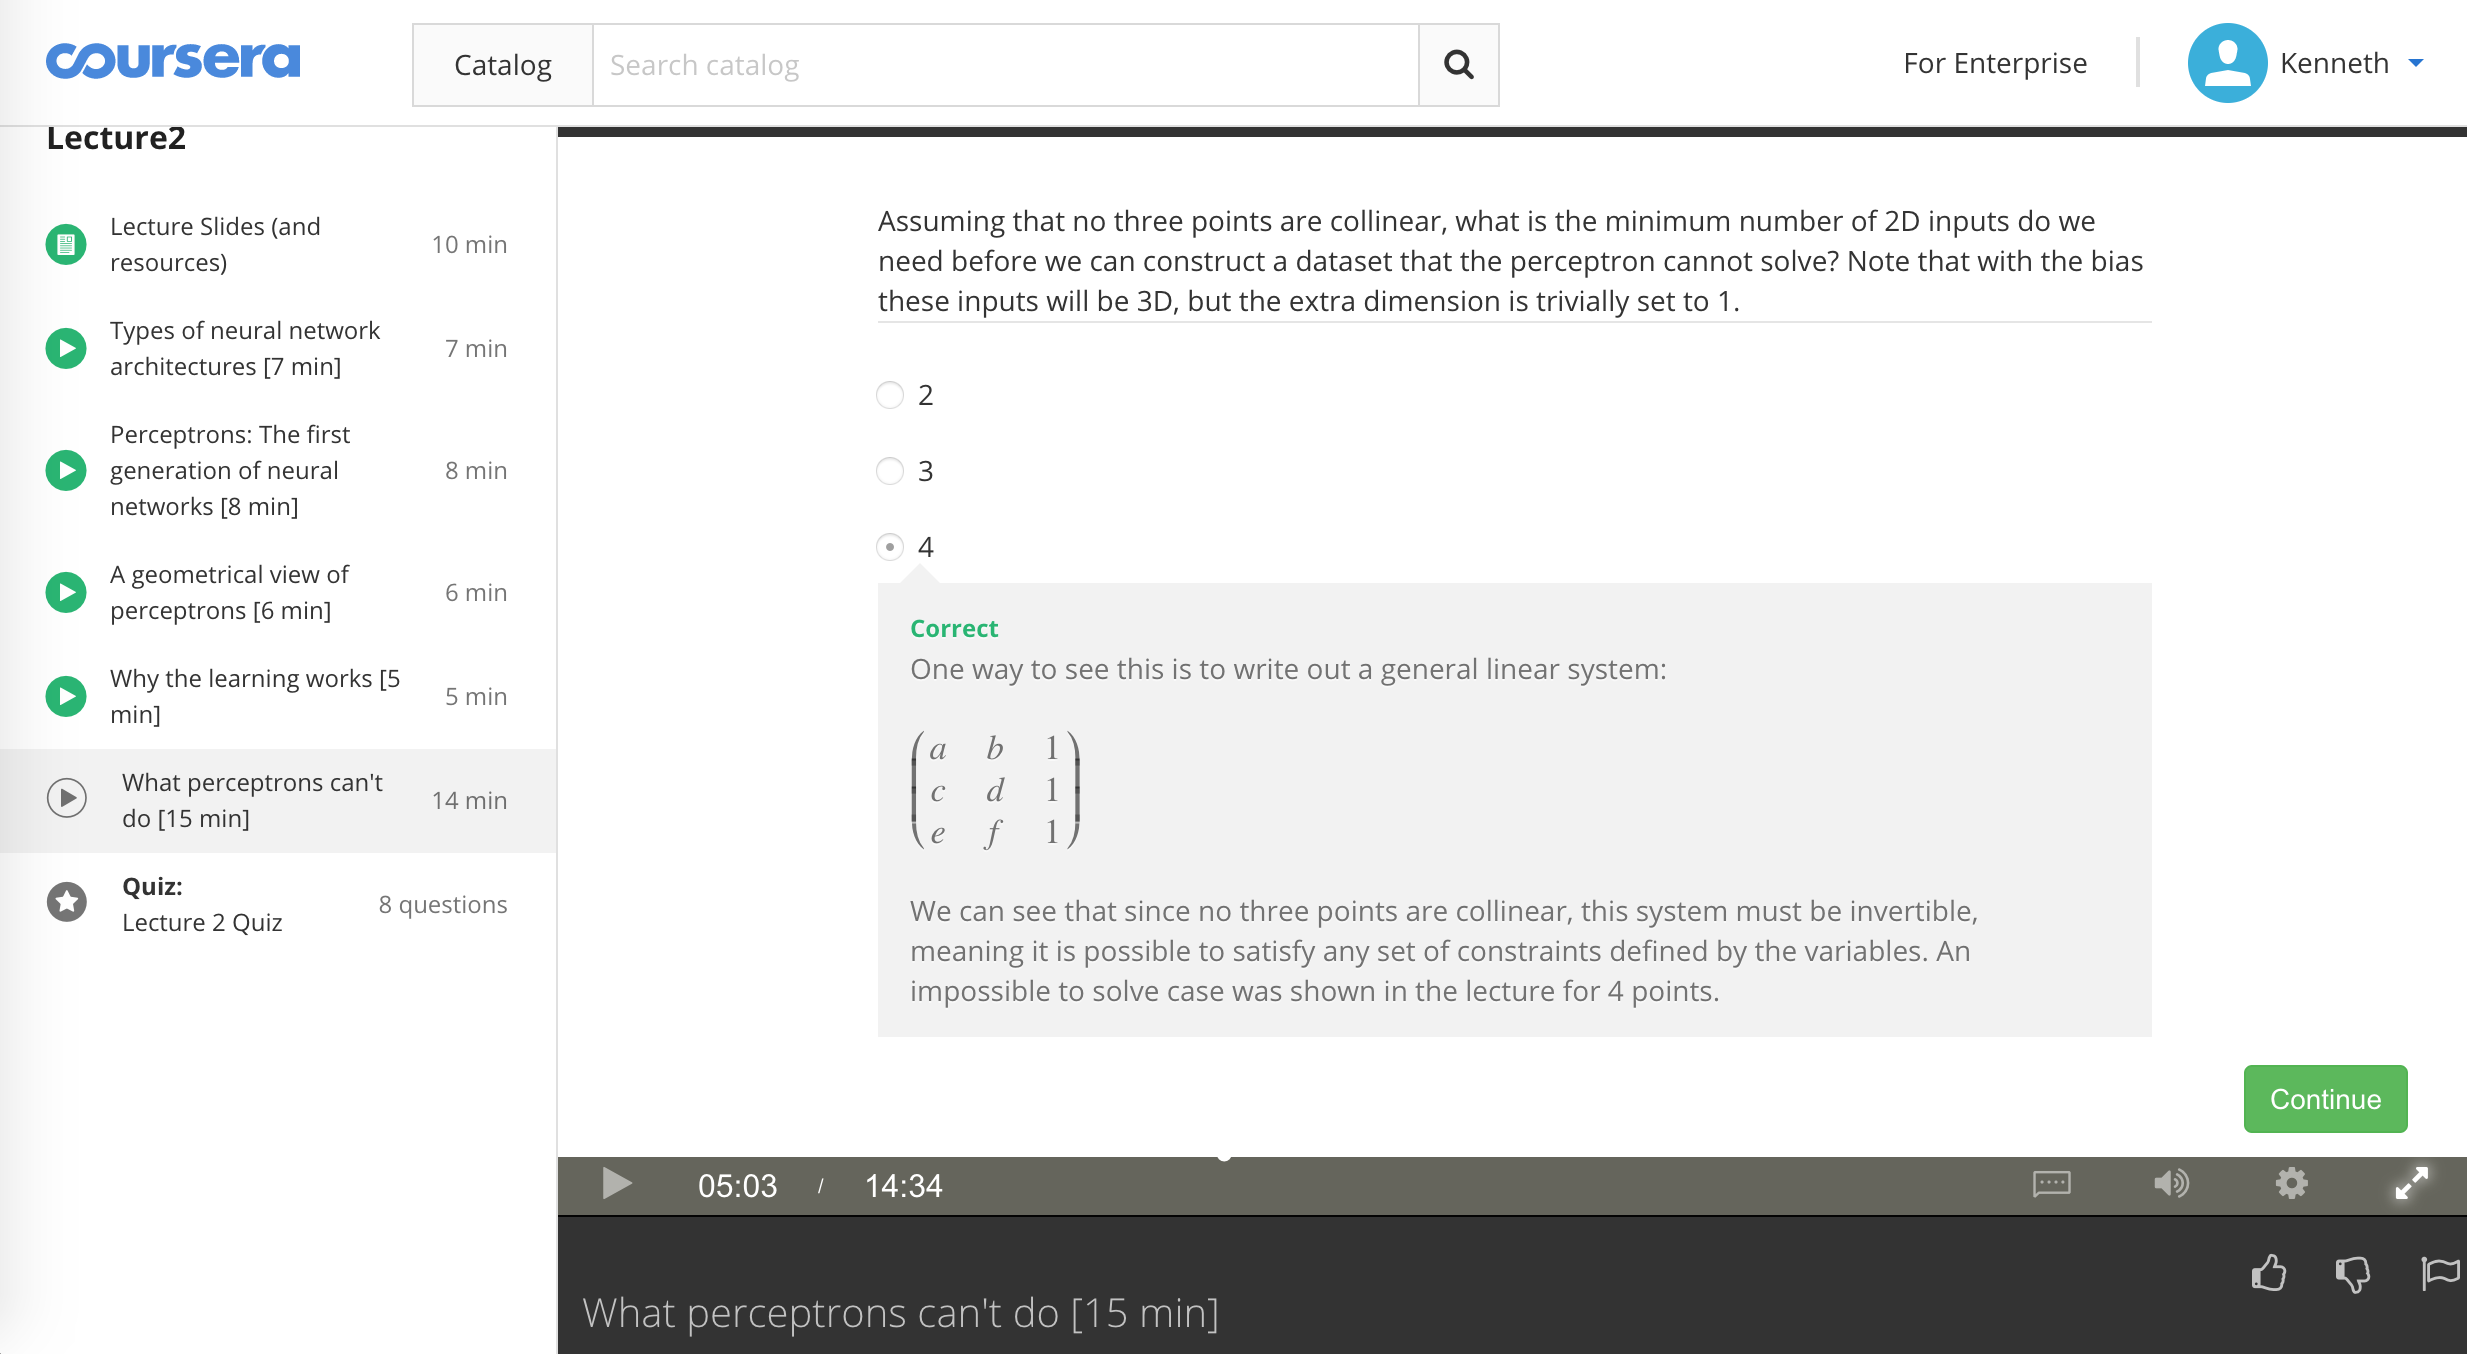 coursera
Catalog
Search catalog
For Enterprise
Kenneth
Lecture2
Lecture Slides (and
resources)
10 min
Types of neural network
architectures [7 min]
7 min
Perceptrons: The first
generation of neural
networks [8 min]
8 min
A geometrical view of
perceptrons [6 min]
6 min
Why the learning works [5
min]
5 min
What perceptrons can't
do [15 min]
14 min
Quiz:
Lecture 2 Quiz
8 questions
Assuming that no three points are collinear, what is the minimum number of 2D inputs do we
need before we can construct a dataset that the perceptron cannot solve? Note that with the bias
these inputs will be 3D, but the extra dimension is trivially set to 1.
2
3
4
Correct
One way to see this is to write out a general linear system:
a b 1
c d 1
e f 1
We can see that since no three points are collinear, this system must be invertible,
meaning it is possible to satisfy any set of constraints defined by the variables. An
impossible to solve case was shown in the lecture for 4 points.
Continue
05:03 / 14:34
What perceptrons can't do [15 min]